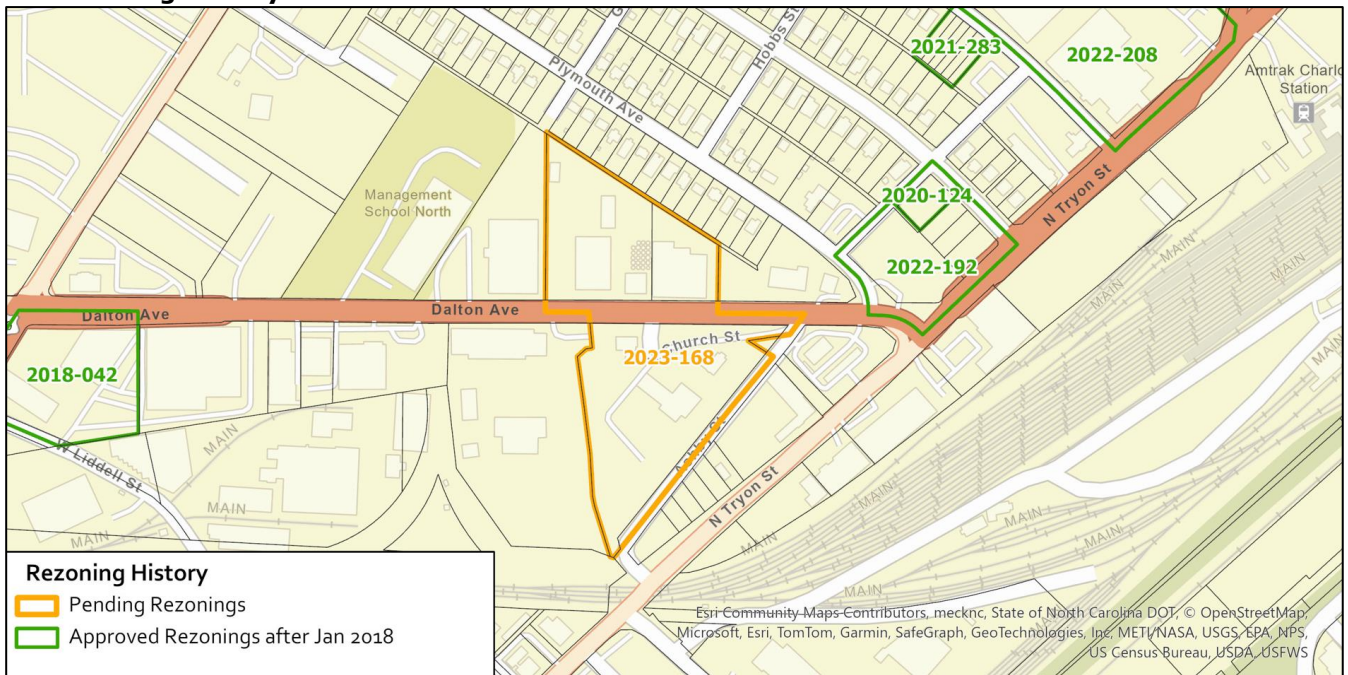 2021-283
2022-208
Hobbs St
Plymouth Ave
Amtrak Charlo
Station
Management
School North
2020-124
N Tryon St
2022-192
MAIN
MAIN
MAIN
Dalton Ave
Dalton Ave
Church St
2023-168
2018-042
MAIN
W Liddell St
N Tryon St
MAIN
MAIN
MAIN
MAIN
MAIN
MAIN
Rezoning History
Pending Rezonings
Approved Rezonings after Jan 2018
Esri Community Maps Contributors, mecknc, State of North Carolina DOT, © OpenStreetMap,
Microsoft, Esri, TomTom, Garmin, SafeGraph, GeoTechnologies, Inc, METI/NASA, USGS, EPA, NPS,
US Census Bureau, USDA, USFWS